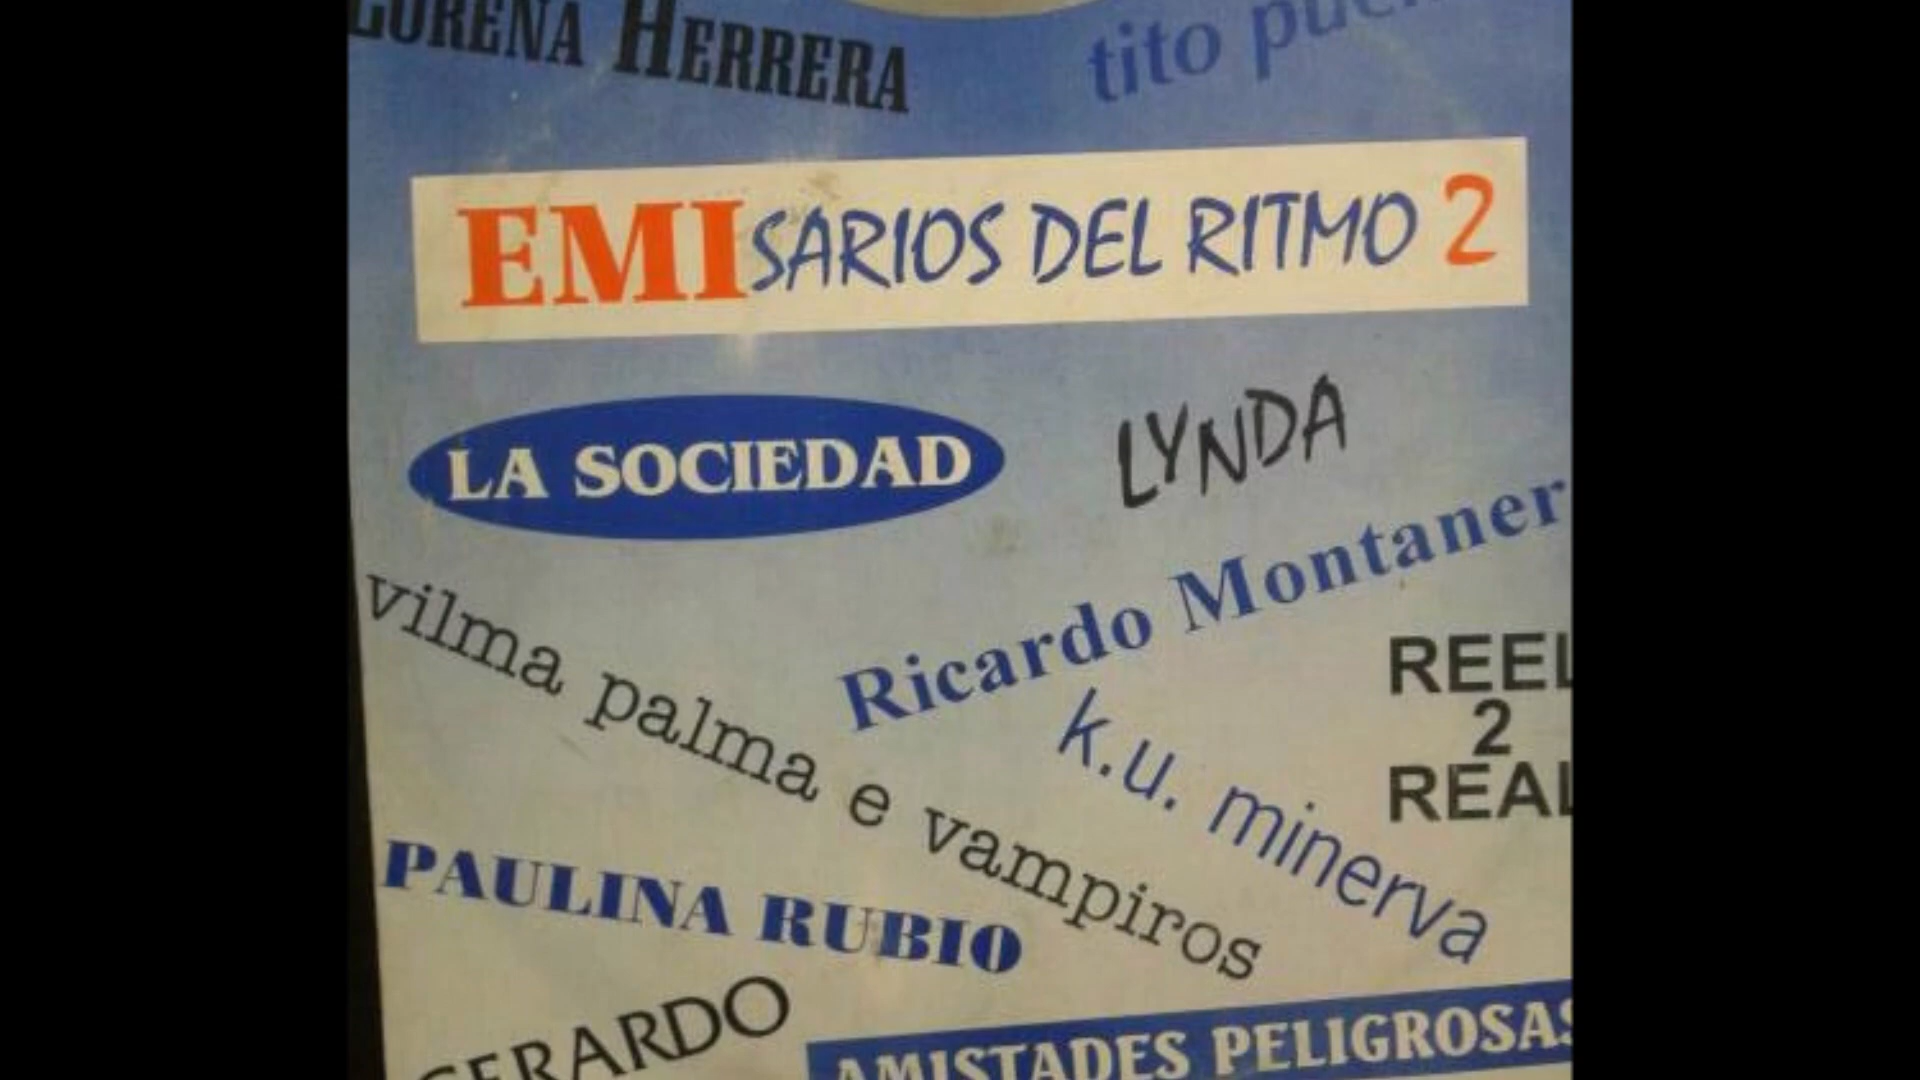 LORENA HERRERA
tito
EMISARIOS DEL RITMO 2
LA SOCIEDAD
LYNDA
Ricardo Montaner
vilma palma e vampiros
k.u. minerva
REEL
2
REAL
PAULINA RUBIO
GERARDO
AMISTADES PELIGROSAS